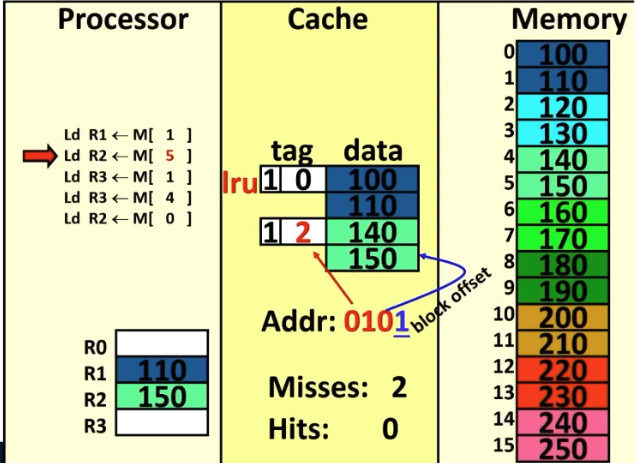 Processor
Ld R1 ← M[ 1 ]
Ld R2 ← M[ 5 ]
Ld R3 ← M[ 1 ]
Ld R3 ← M[ 4 ]
Ld R2 ← M[ 0 ]
R0
R1 110
R2 150
R3
Cache
tag data
lru 1 0 100
110
1 2 140
150
Addr: 0101
block offset
Misses: 2
Hits: 0
Memory
0 100
1 110
2 120
3 130
4 140
5 150
6 160
7 170
8 180
9 190
10 200
11 210
12 220
13 230
14 240
15 250